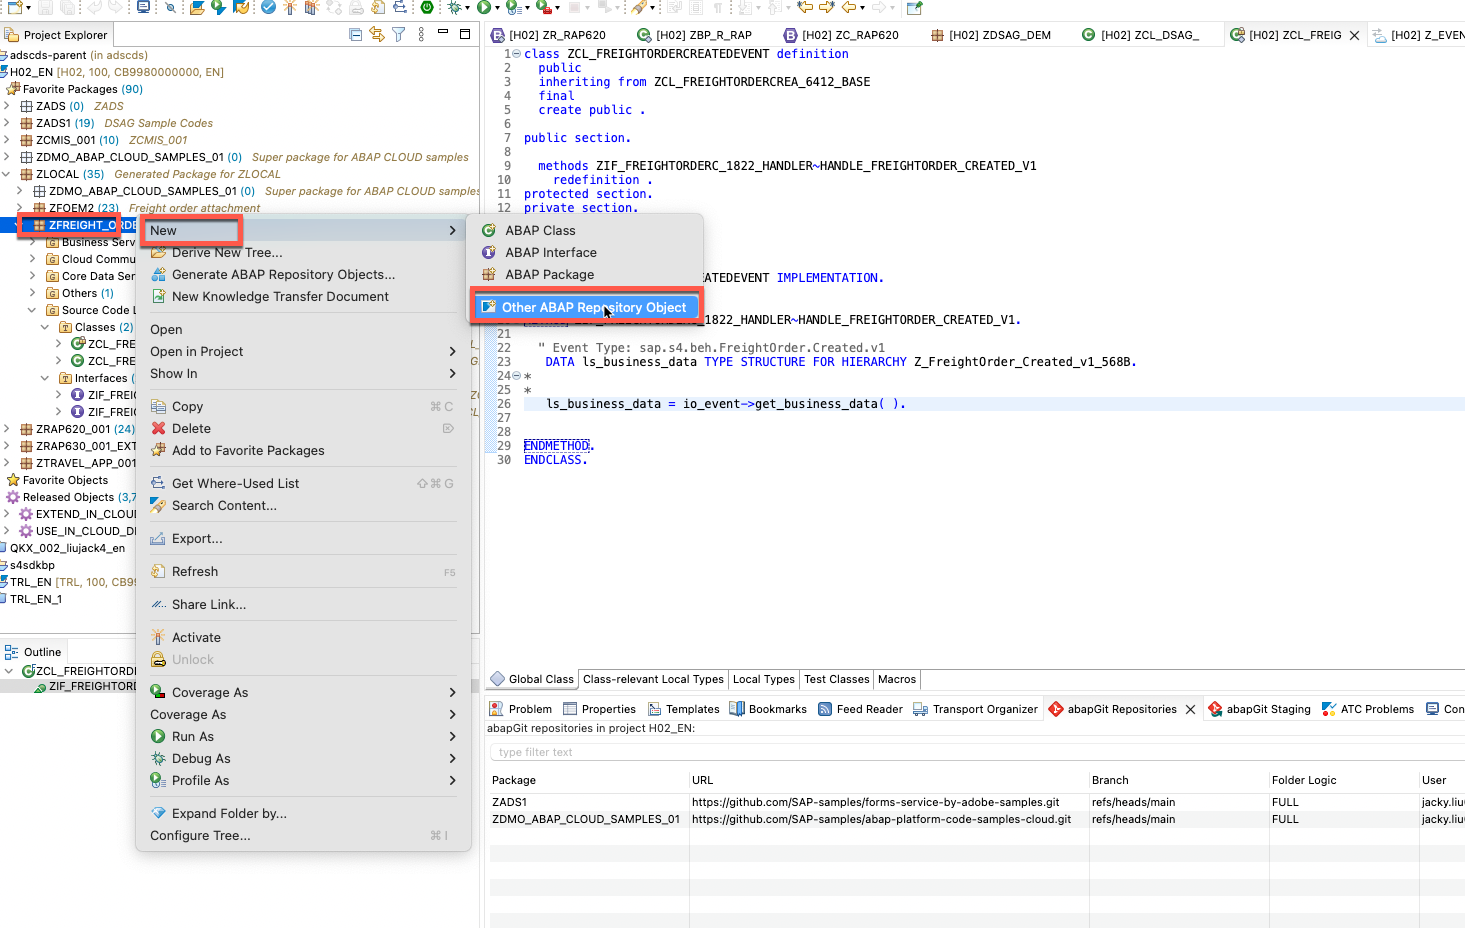 Project Explorer
adscds-parent (in adscds)
H02_EN [H02, 100, CB9980000000, EN]
Favorite Packages (90)
ZADS (0) ZADS
ZADS1 (19) DSAG Sample Codes
ZCMIS_001 (10) ZCMIS_001
ZDMO_ABAP_CLOUD_SAMPLES_01 (0) Super package for ABAP CLOUD samples
ZLOCAL (35) Generated Package for ZLOCAL
ZDMO_ABAP_CLOUD_SAMPLES_01 (0) Super package for ABAP CLOUD samples
ZFOEM2 (23) Freight order attachment
ZFREIGHT_ORDE
Business Serv
Cloud Commu
Core Data Ser
Others (1)
Source Code L
Classes (2)
ZCL_FRE
ZCL_FRE
Interfaces (
ZIF_FREI
ZIF_FREI
ZRAP620_001 (24)
ZRAP630_001_EXT
ZTRAVEL_APP_001
Favorite Objects
Released Objects (3,7
EXTEND_IN_CLOU
USE_IN_CLOUD_D
QKX_002_liujack4_en
s4sdkbp
TRL_EN [TRL, 100, CB99
TRL_EN_1
Outline
ZCL_FREIGHTORD
ZIF_FREIGHTORD
New
Derive New Tree...
Generate ABAP Repository Objects...
New Knowledge Transfer Document
Open
Open in Project
Show In
Copy ⌘ C
Delete ⌦
Add to Favorite Packages
Get Where-Used List ⇧ ⌘ G
Search Content...
Export...
Refresh F5
Share Link...
Activate
Unlock
Coverage As
Coverage As
Run As
Debug As
Profile As
Expand Folder by...
Configure Tree... ⌘ I
ABAP Class
ABAP Interface
ABAP Package
Other ABAP Repository Object
[H02] ZR_RAP620 [H02] ZBP_R_RAP [H02] ZC_RAP620 [H02] ZDSAG_DEM [H02] ZCL_DSAG_ [H02] ZCL_FREIG [H02] Z_EVEN
1 class ZCL_FREIGHTORDERCREATEDEVENT definition
2 public
3 inheriting from ZCL_FREIGHTORDERCREA_6412_BASE
4 final
5 create public .
6
7 public section.
8
9 methods ZIF_FREIGHTORDERC_1822_HANDLER~HANDLE_FREIGHTORDER_CREATED_V1
10 redefinition .
11 protected section.
12 private section.
ATEDEVENT IMPLEMENTATION.
_1822_HANDLER~HANDLE_FREIGHTORDER_CREATED_V1.
21
22 " Event Type: sap.s4.beh.FreightOrder.Created.v1
23 DATA ls_business_data TYPE STRUCTURE FOR HIERARCHY Z_FreightOrder_Created_v1_568B.
24 *
25 *
26 ls_business_data = io_event->get_business_data( ).
27
28
29 ENDMETHOD.
30 ENDCLASS.
Global Class Class-relevant Local Types Local Types Test Classes Macros
Problem Properties Templates Bookmarks Feed Reader Transport Organizer abapGit Repositories abapGit Staging ATC Problems Con
abapGit repositories in project H02_EN:
type filter text
Package URL Branch Folder Logic User
ZADS1 https://github.com/SAP-samples/forms-service-by-adobe-samples.git refs/heads/main FULL jacky.liu
ZDMO_ABAP_CLOUD_SAMPLES_01 https://github.com/SAP-samples/abap-platform-code-samples-cloud.git refs/heads/main FULL jacky.liu